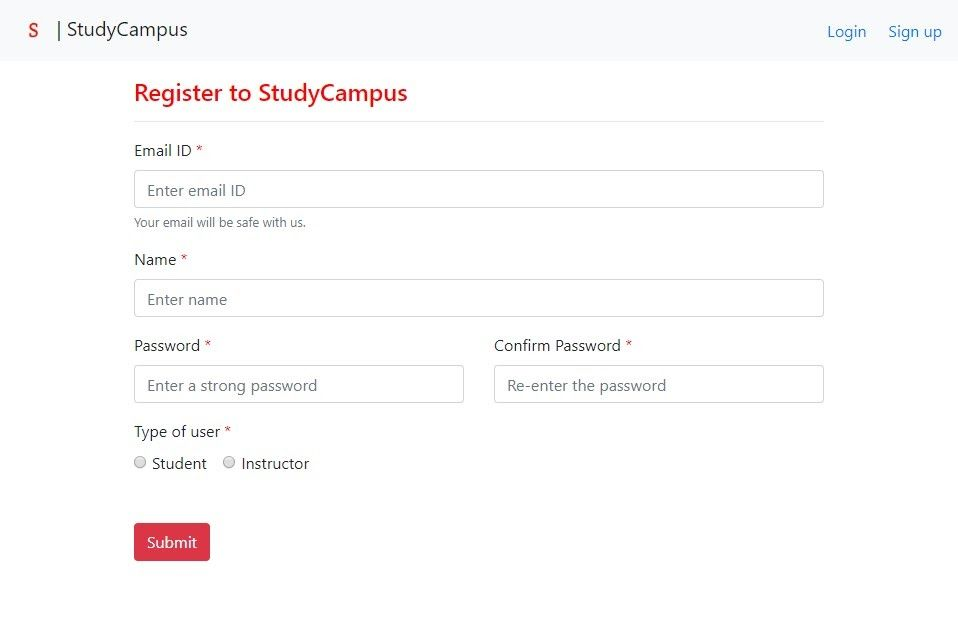 S | StudyCampus Login Sign up
Register to StudyCampus
Email ID *
Enter email ID
Your email will be safe with us.
Name *
Enter name
Password * Confirm Password *
Enter a strong password Re-enter the password
Type of user *
Student Instructor
Submit